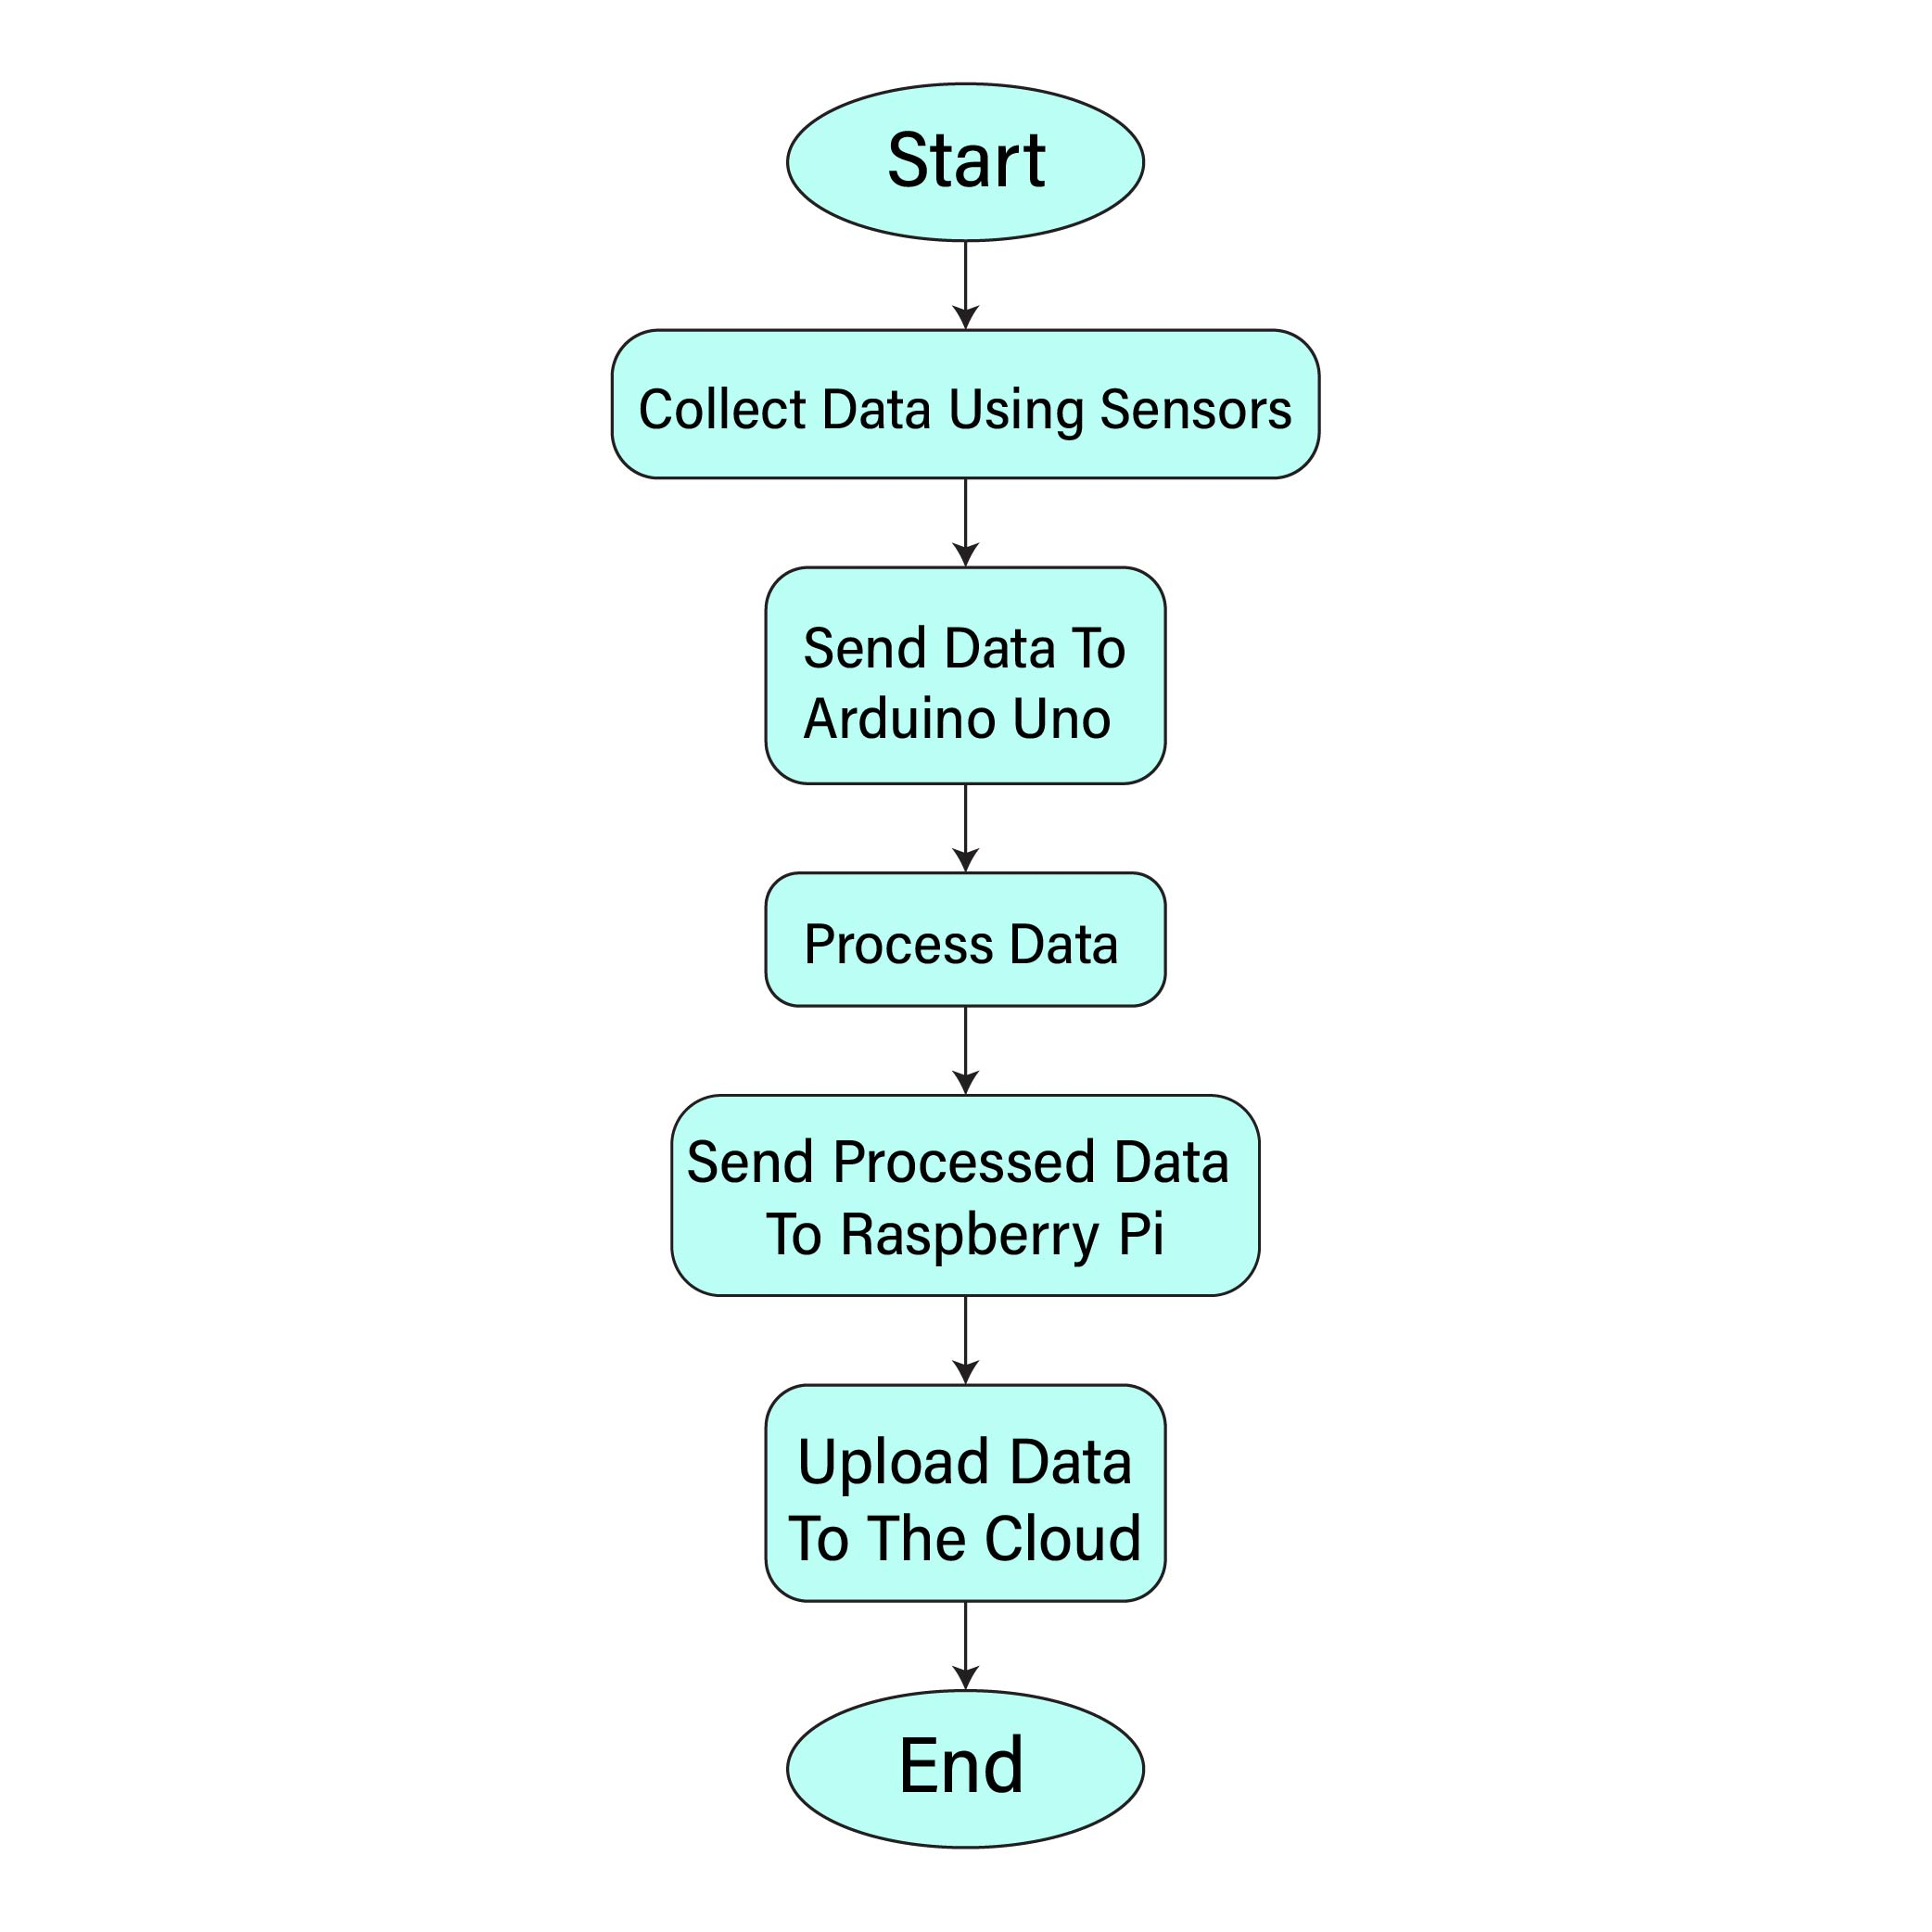 Start
Collect Data Using Sensors
Send Data To
Arduino Uno
Process Data
Send Processed Data
To Raspberry Pi
Upload Data
To The Cloud
End